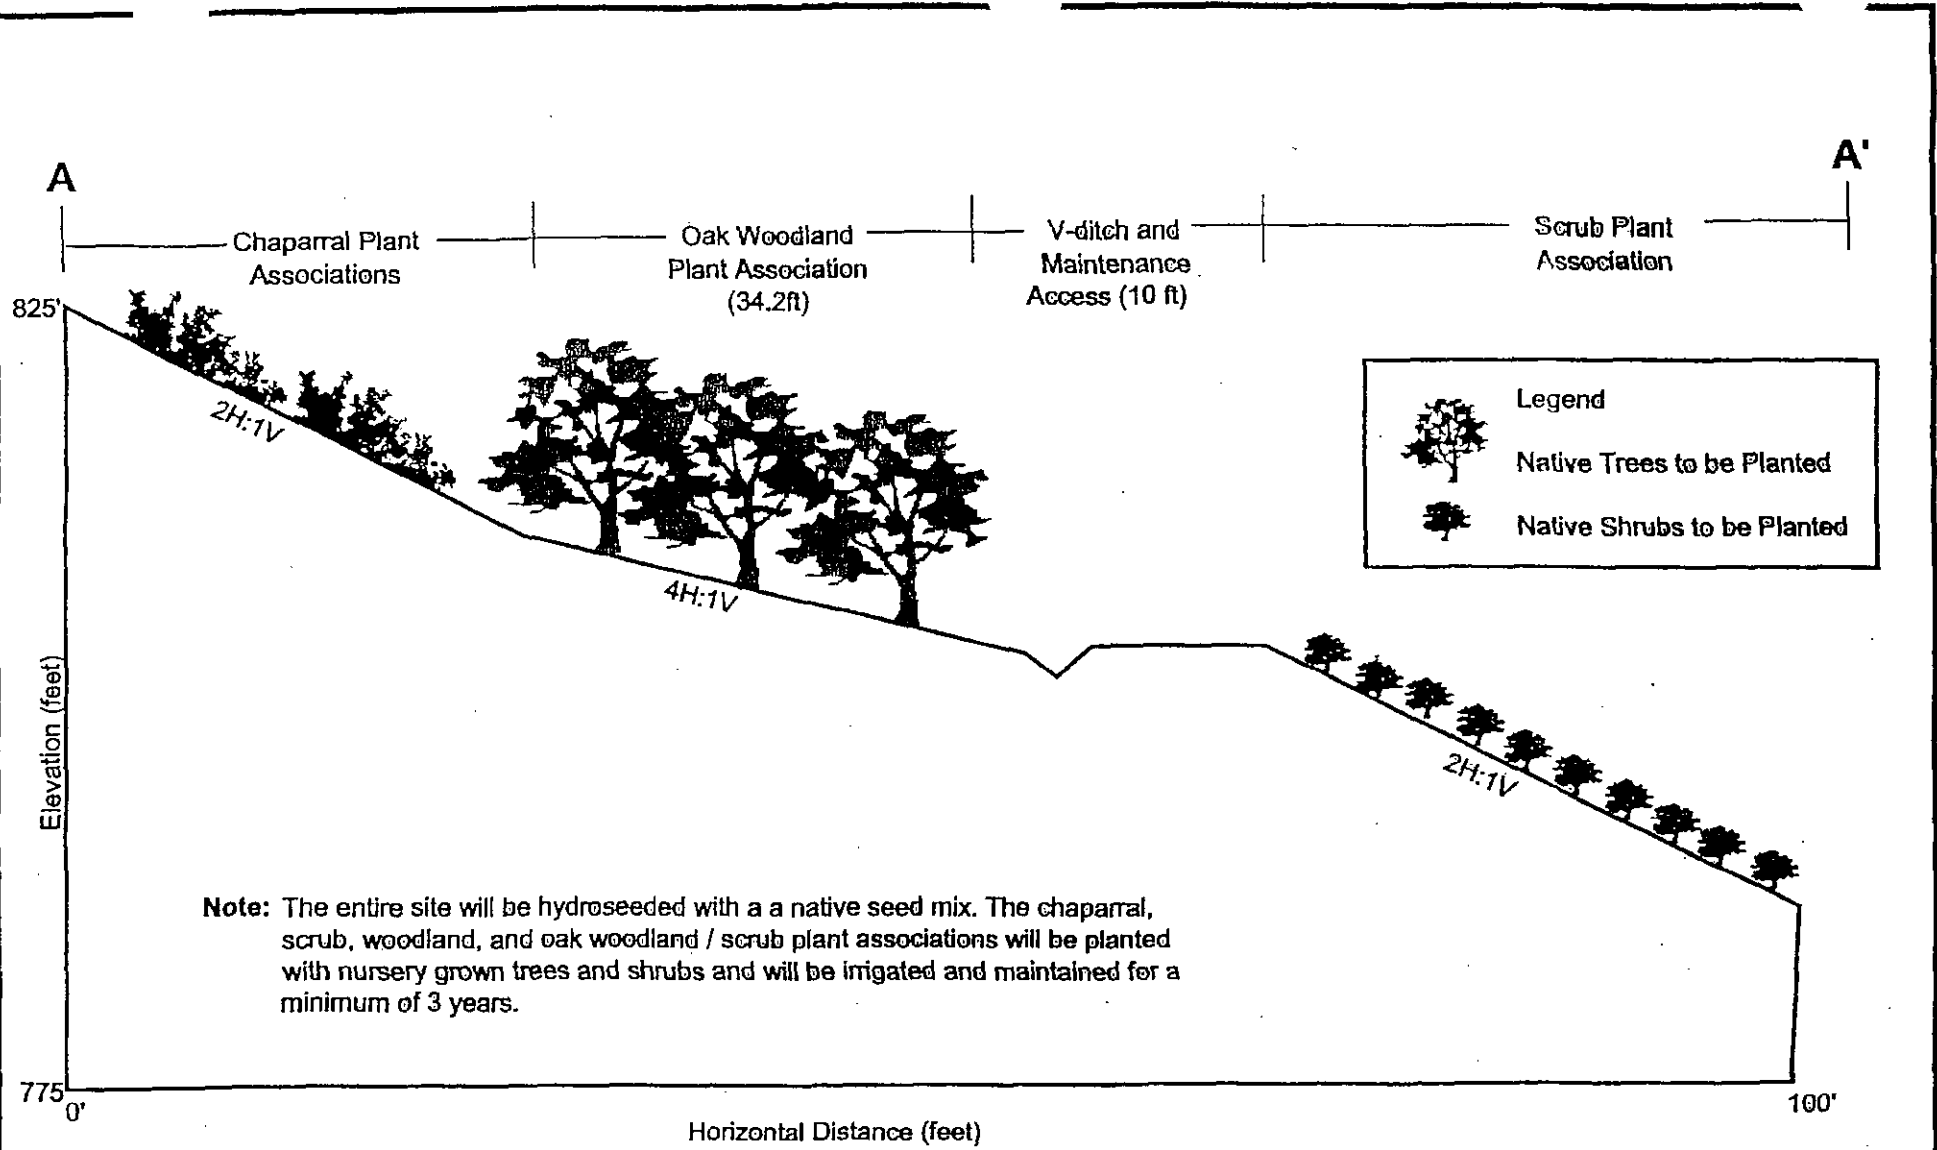 A
A'
Chaparral Plant
Associations
Oak Woodland
Plant Association
(34.2ft)
V-ditch and
Maintenance
Access (10 ft)
Scrub Plant
Association
825'
2H:1V
4H:1V
2H:1V
Legend
Native Trees to be Planted
Native Shrubs to be Planted
Elevation (feet)
Note: The entire site will be hydroseeded with a a native seed mix. The chaparral,
scrub, woodland, and oak woodland / scrub plant associations will be planted
with nursery grown trees and shrubs and will be irrigated and maintained for a
minimum of 3 years.
775
0'
100'
Horizontal Distance (feet)